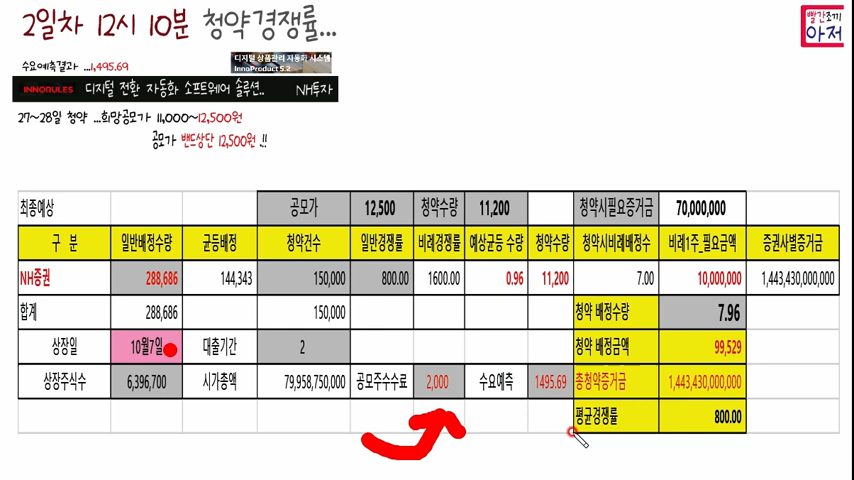 2일차 12시 10분 청약경쟁률...
빨간조끼
아저
수요예측결과 ...1,495.69
디지털 상품관리 자동화 시스템
InnoProduct 5.2
INNORULES 디지털 전환 자동화 소프트웨어 솔루션.. NH투자
27~28일 청약 ...희망공모가 11,000~12,500원
공모가 밴드상단 12,500원 .!!
최종예상 공모가 12,500 청약수량 11,200 청약시필요증거금 70,000,000
구 분 일반배정수량 균등배정 청약건수 일반경쟁률 비례경쟁률 예상균등 수량 청약수량 청약시비례배정수 비례1주_필요금액 증권사별증거금
NH증권 288,686 144,343 150,000 800.00 1600.00 0.96 11,200 7.00 10,000,000 1,443,430,000,000
합계 288,686 150,000 청약 배정수량 7.96
상장일 10월7일 대출기간 2 청약 배정금액 99,529
상장주식수 6,396,700 시가총액 79,958,750,000 공모주수수료 2,000 수요예측 1495.69 총청약증거금 1,443,430,000,000
평균경쟁률 800.00